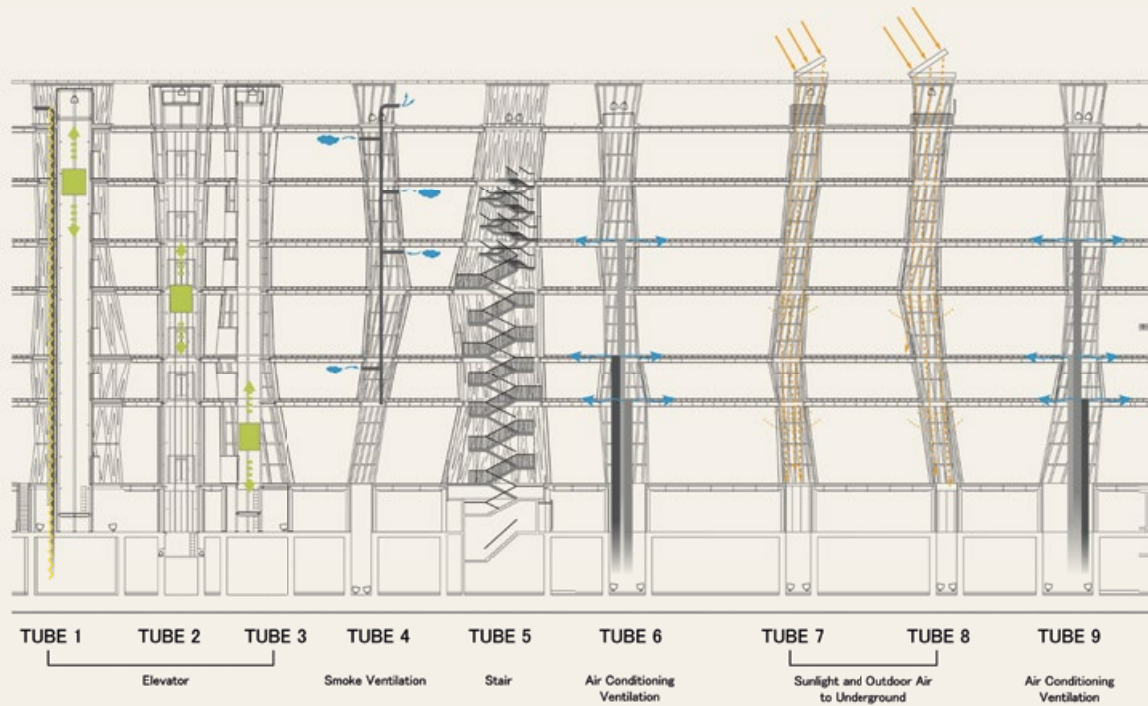 TUBE 1 TUBE 2 TUBE 3 TUBE 4 TUBE 5 TUBE 6 TUBE 7 TUBE 8 TUBE 9
Elevator Smoke Ventilation Stair Air Conditioning Sunlight and Outdoor Air Air Conditioning
Ventilation to Underground Ventilation